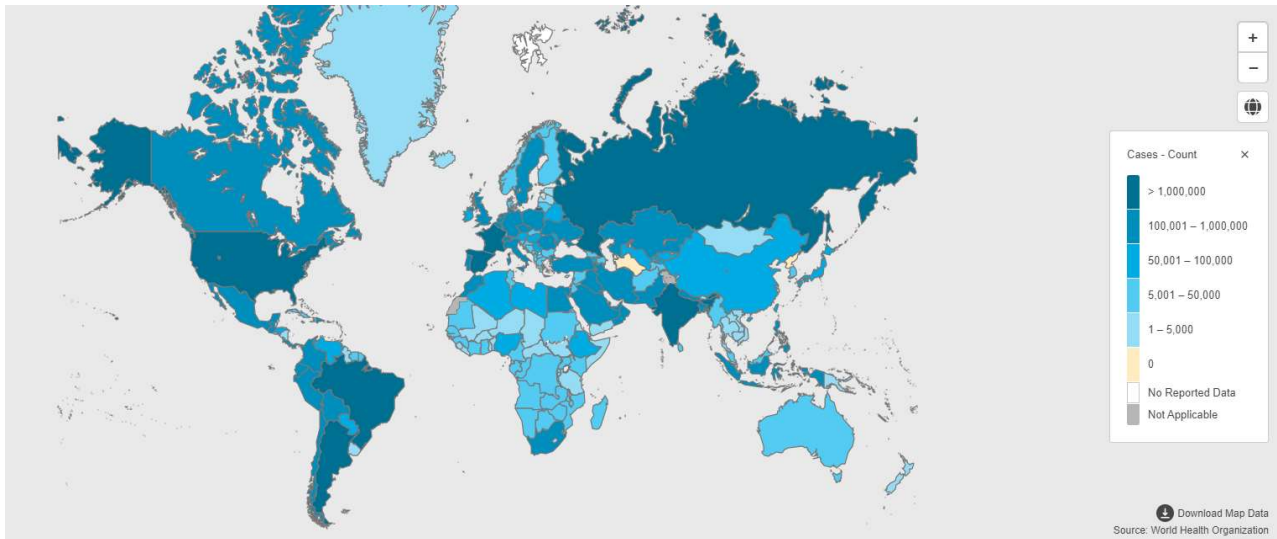 +
−
Cases - Count ×
> 1,000,000
100,001 – 1,000,000
50,001 – 100,000
5,001 – 50,000
1 – 5,000
0
No Reported Data
Not Applicable
Download Map Data
Source: World Health Organization